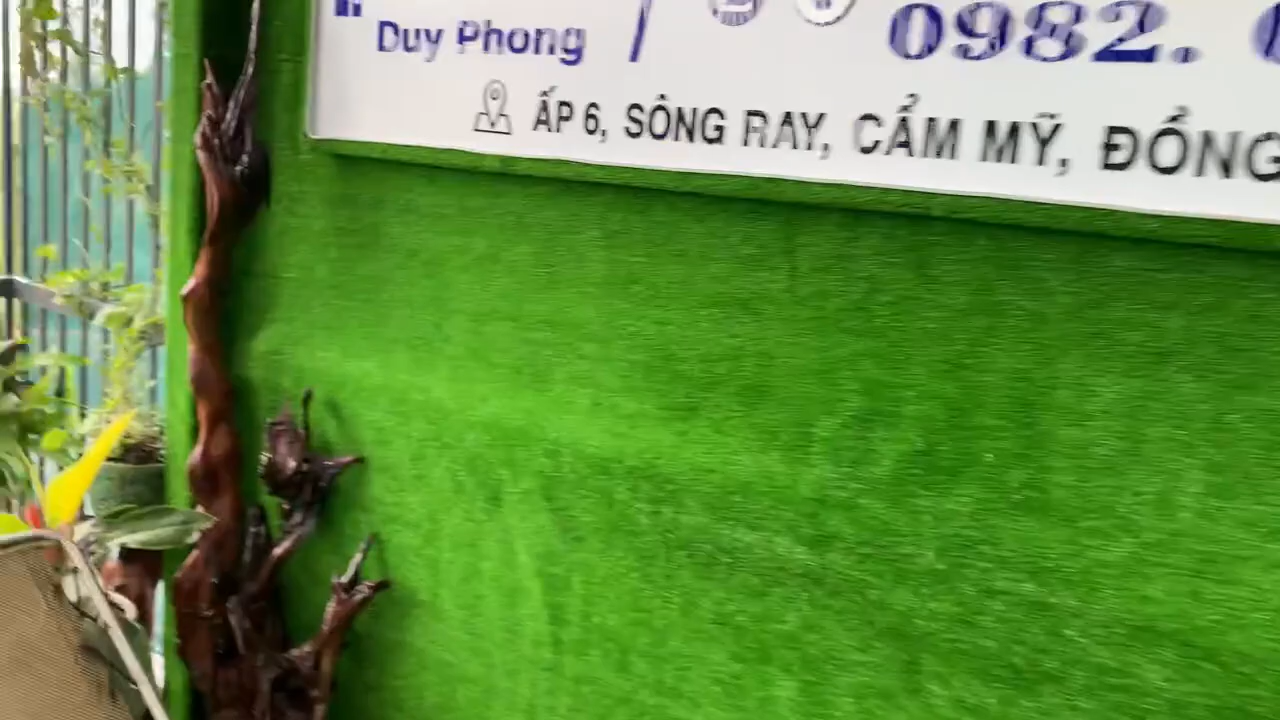 Duy Phong
0982.
ẤP 6, SÔNG RAY, CẨM MỸ, ĐỒNG